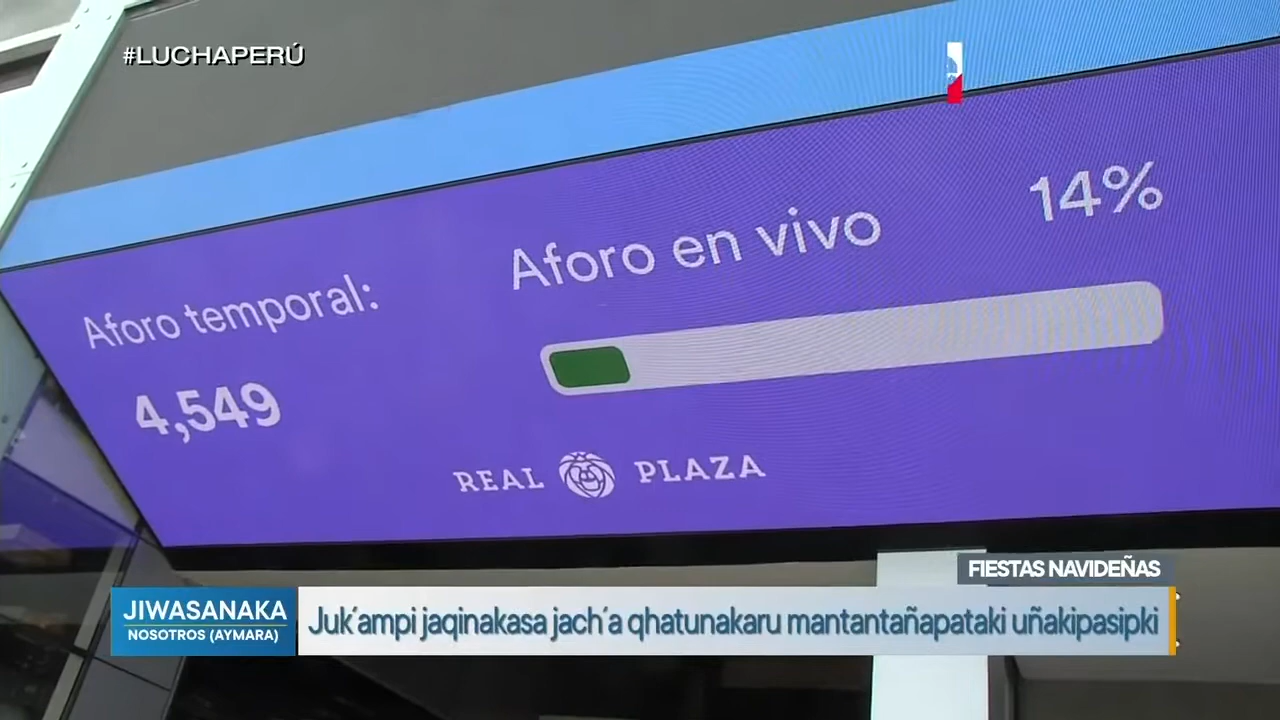 #LUCHAPERÚ
Aforo temporal:
4,549
Aforo en vivo
14%
REAL PLAZA
FIESTAS NAVIDEÑAS
JIWASANAKA
NOSOTROS (AYMARA)
Juk´ampi jaqinakasa jach´a qhatunakaru mantantañapataki uñakipasipki